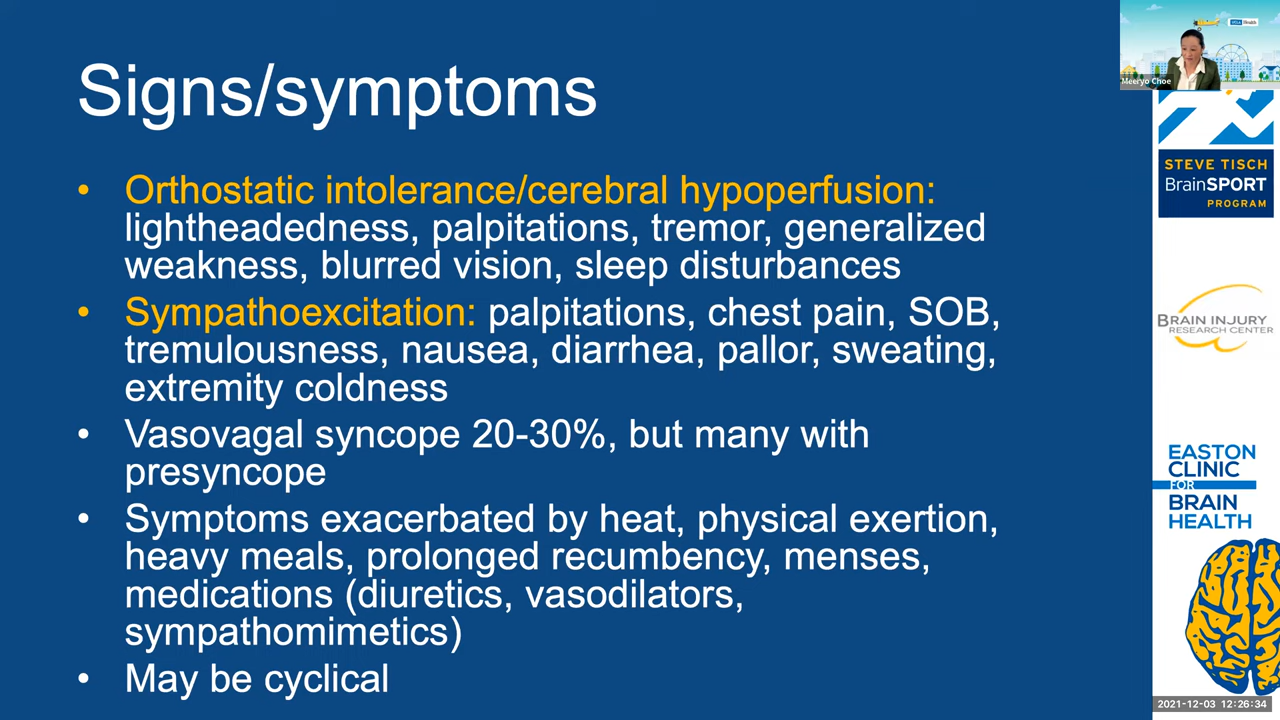 Signs/symptoms
• Orthostatic intolerance/cerebral hypoperfusion:
lightheadedness, palpitations, tremor, generalized
weakness, blurred vision, sleep disturbances
• Sympathoexcitation: palpitations, chest pain, SOB,
tremulousness, nausea, diarrhea, pallor, sweating,
extremity coldness
• Vasovagal syncope 20-30%, but many with
presyncope
• Symptoms exacerbated by heat, physical exertion,
heavy meals, prolonged recumbency, menses,
medications (diuretics, vasodilators,
sympathomimetics)
• May be cyclical
Health
Meeryo Choe
STEVE TISCH
BrainSPORT
PROGRAM
BRAIN INJURY
RESEARCH CENTER
EASTON
CLINIC
FOR
BRAIN
HEALTH
2021-12-03 12:26:34